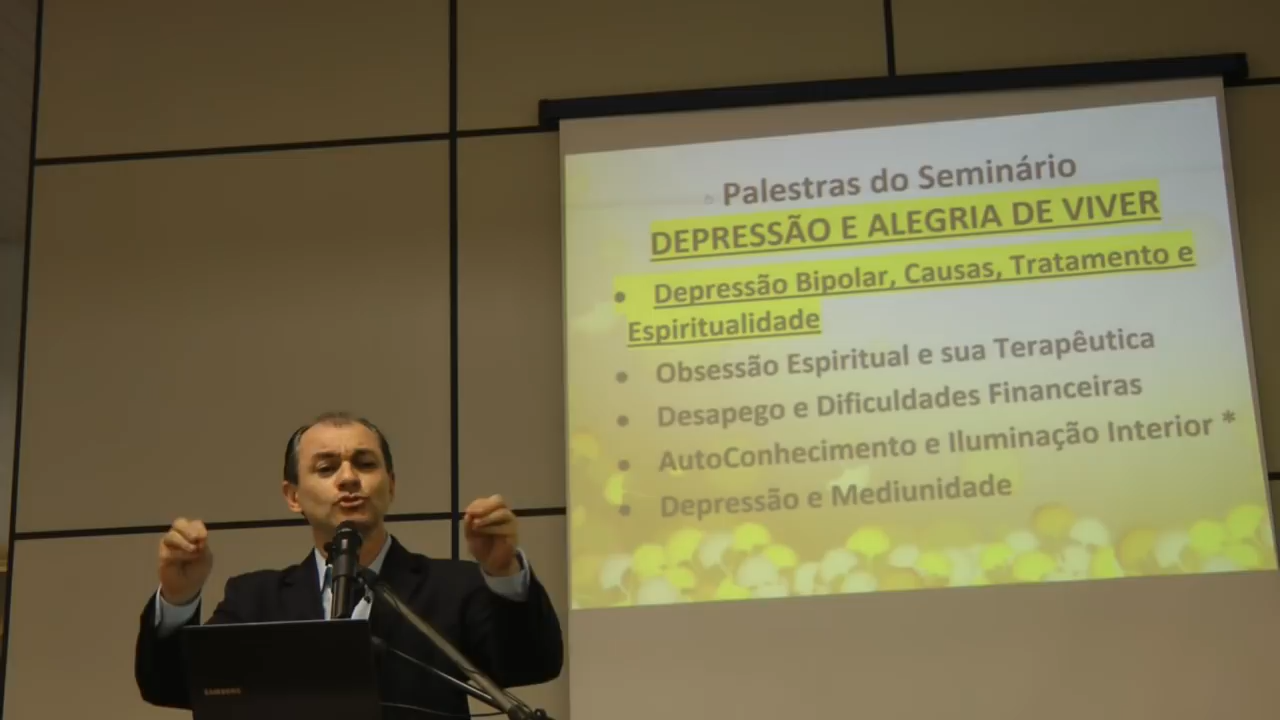 Palestras do Seminário
DEPRESSÃO E ALEGRIA DE VIVER
• Depressão Bipolar, Causas, Tratamento e
Espiritualidade
• Obsessão Espiritual e sua Terapêutica
• Desapego e Dificuldades Financeiras
• AutoConhecimento e Iluminação Interior *
• Depressão e Mediunidade
SAMSUNG